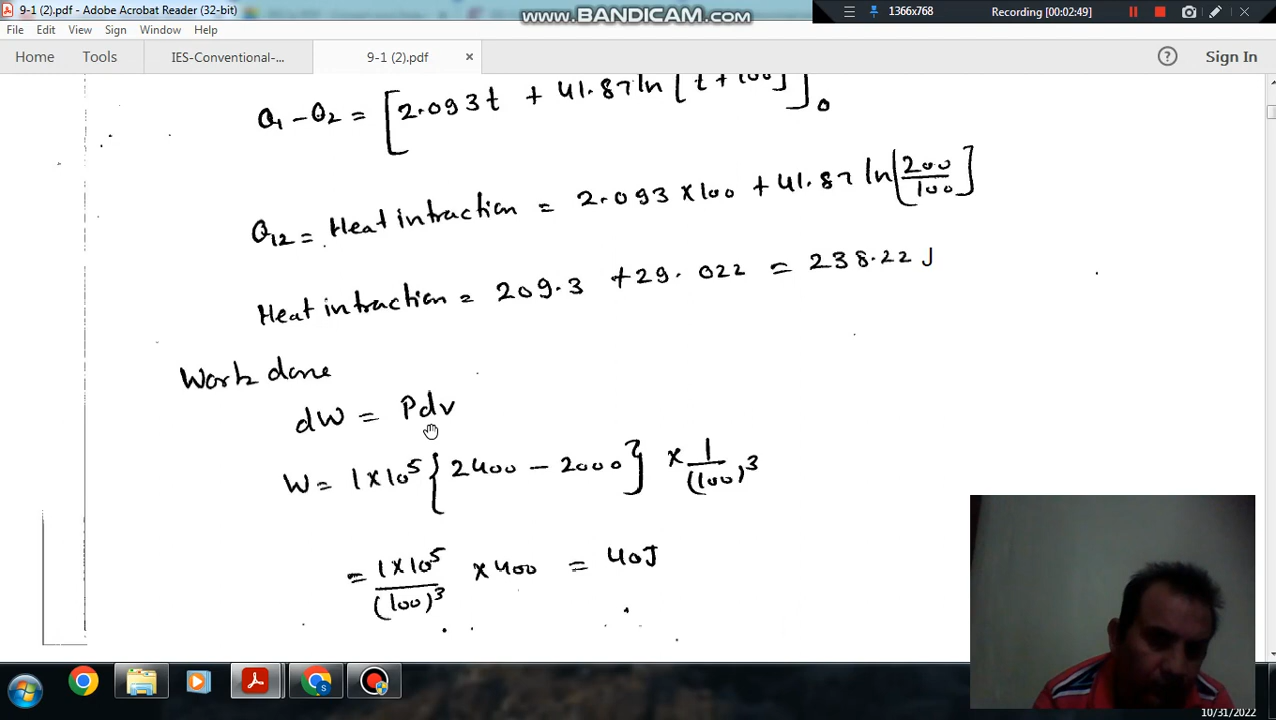 9-1 (2).pdf - Adobe Acrobat Reader (32-bit)
www.BANDICAM.com
1366x768
Recording [00:02:49]
File Edit View Sign Window Help
Home Tools IES-Conventional-... 9-1 (2).pdf × ? Sign In
Q1 - Q2 = [2.093t + 41.87 ln [t + 100]]0
Q12 = Heat intraction = 2.093 x 100 + 41.87 ln [200/100]
Heat intraction = 209.3 + 29.022 = 238.22 J
Work done
dW = Pdv
W = 1 x 10^5 {2400 - 2000} x 1/(100)^3
= 1 x 10^5/(100)^3 x 400 = 40J
10/31/2022